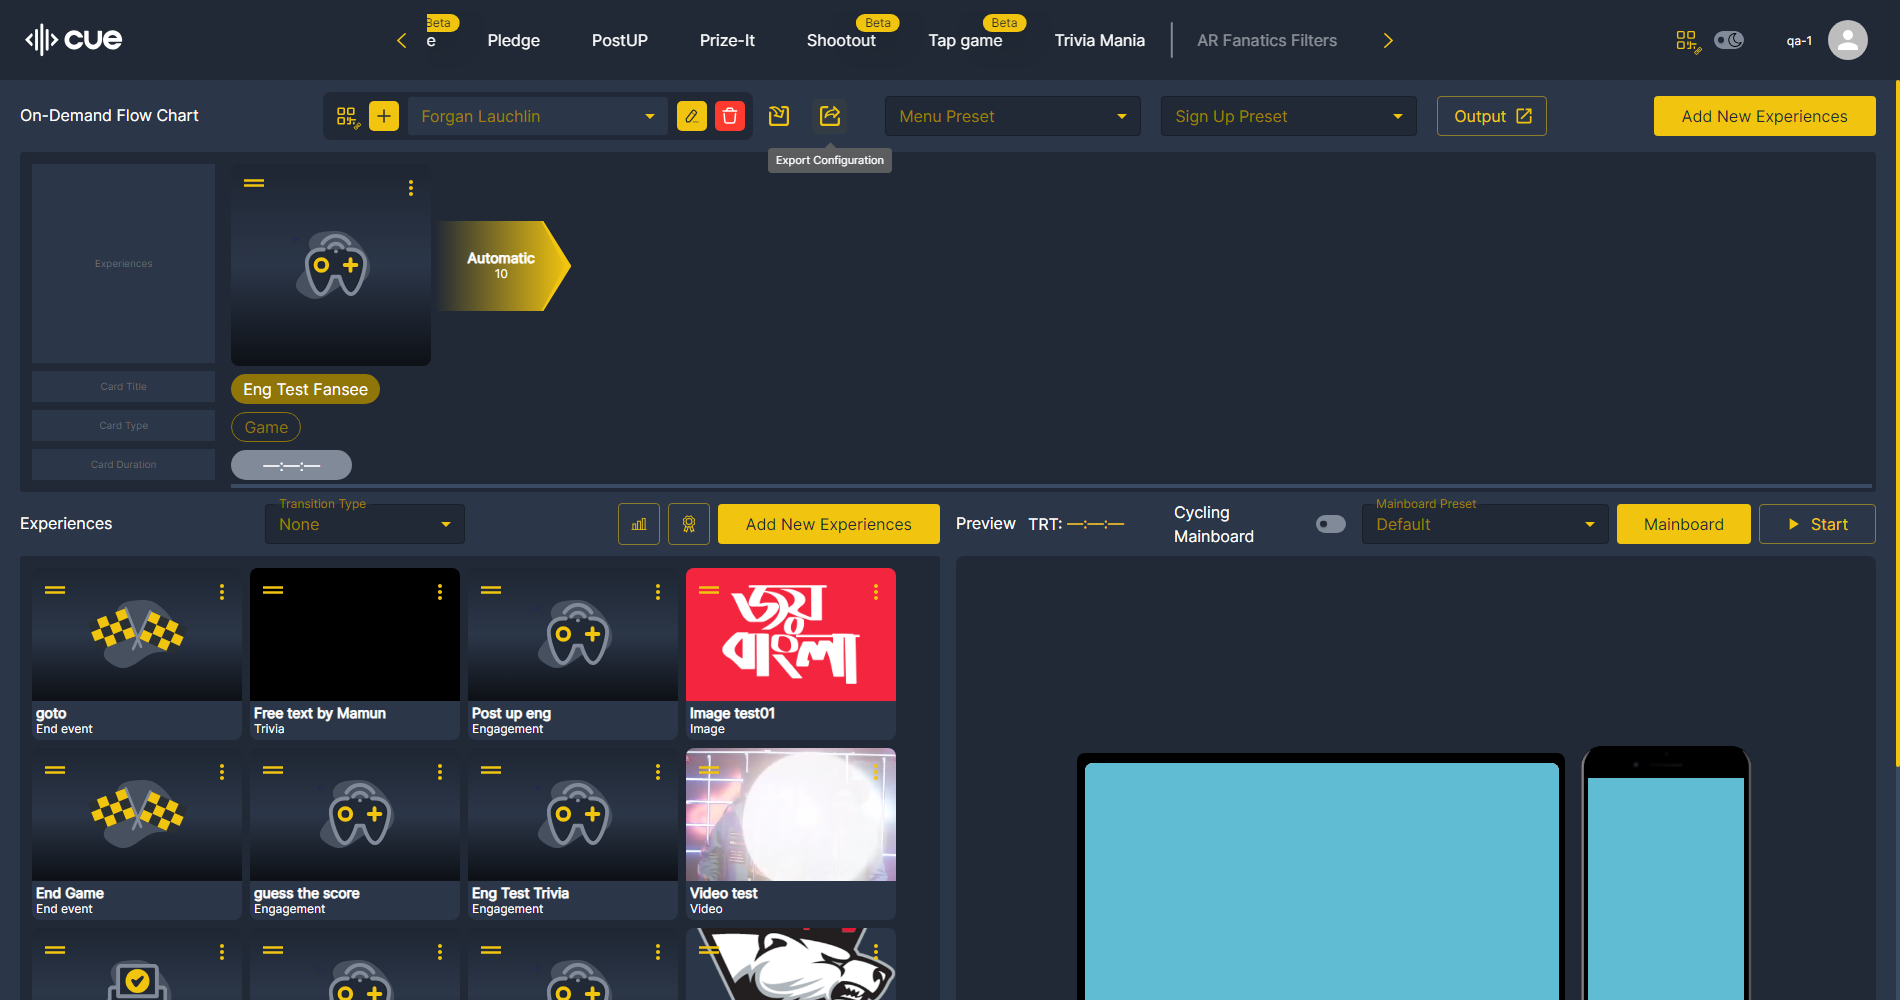 cue
Beta
e
Pledge
PostUP
Prize-It
Beta
Shootout
Beta
Tap game
Trivia Mania
AR Fanatics Filters
qa-1
On-Demand Flow Chart
Forgan Lauchlin
Menu Preset
Sign Up Preset
Output
Add New Experiences
Export Configuration
Experiences
Automatic
10
Card Title
Eng Test Fansee
Card Type
Game
Card Duration
—:—:—
Experiences
Transition Type
None
Add New Experiences
Preview
TRT: —:—:—
Cycling
Mainboard
Mainboard Preset
Default
Mainboard
Start
goto
End event
Free text by Mamun
Trivia
Post up eng
Engagement
জয়
বাংলা
Image test01
Image
End Game
End event
guess the score
Engagement
Eng Test Trivia
Engagement
Video test
Video